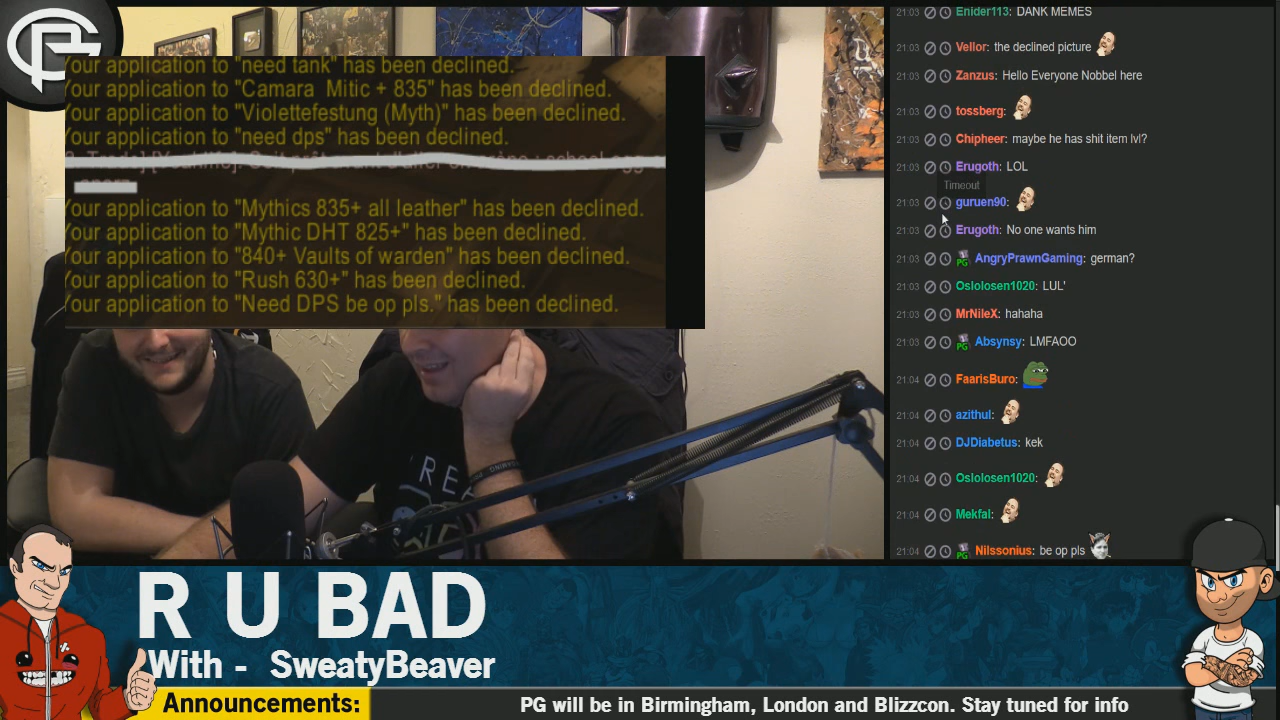 Your application to "need tank" has been declined.
Your application to "Camara Mitic + 835" has been declined.
Your application to "Violettefestung (Myth)" has been declined.
Your application to "need dps" has been declined.
Your application to "Mythics 835+ all leather" has been declined.
Your application to "Mythic DHT 825+" has been declined.
Your application to "840+ Vaults of warden" has been declined.
Your application to "Rush 630+" has been declined.
Your application to "Need DPS be op pls." has been declined.
21:03 Enider113: DANK MEMES
21:03 Vellor: the declined picture
21:03 Zanzus: Hello Everyone Nobbel here
21:03 tossberg:
21:03 Chipheer: maybe he has shit item lvl?
21:03 Erugoth: LOL
Timeout
21:03 guruen90:
21:03 Erugoth: No one wants him
21:03 PG AngryPrawnGaming: german?
21:03 Oslolosen1020: LUL'
21:03 MrNileX: hahaha
21:03 PG Absynsy: LMFAOO
21:04 FaarisBuro:
21:04 azithul:
21:04 DJDiabetus: kek
21:04 Oslolosen1020:
21:04 Mekfal:
21:04 PG Nilssonius: be op pls
R U BAD
With - SweatyBeaver
Announcements:
PG will be in Birmingham, London and Blizzcon. Stay tuned for info